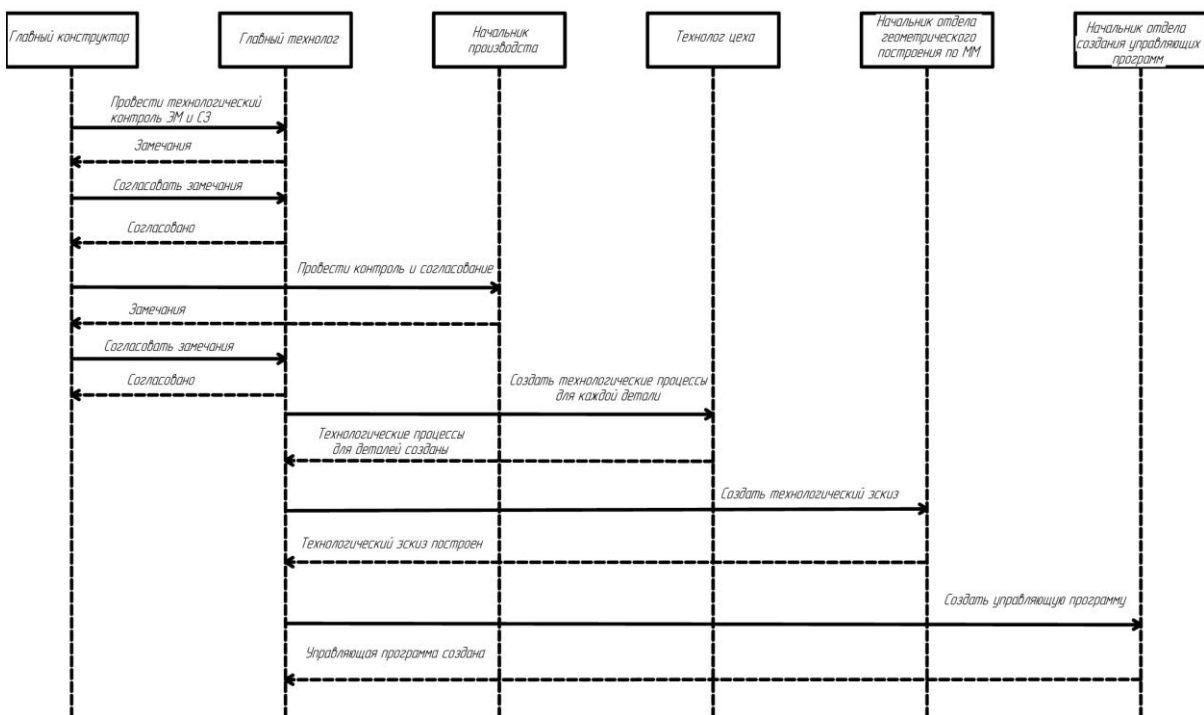 Главный конструктор
Главный технолог
Начальник
производста
Технолог цеха
Начальник отдела
геометрического
построения по ММ
Начальник отдела
создания управляющих
программ
Провести технологический
контроль ЭМ и СЗ
Замечания
Согласовать замечания
Согласовано
Провести контроль и согласование
Замечания
Согласовать замечания
Согласовано
Создать технологические процессы
для каждой детали
Технологические процессы
для деталей созданы
Создать технологический эскиз
Технологический эскиз построен
Создать управляющую программу
Управляющая программа создана